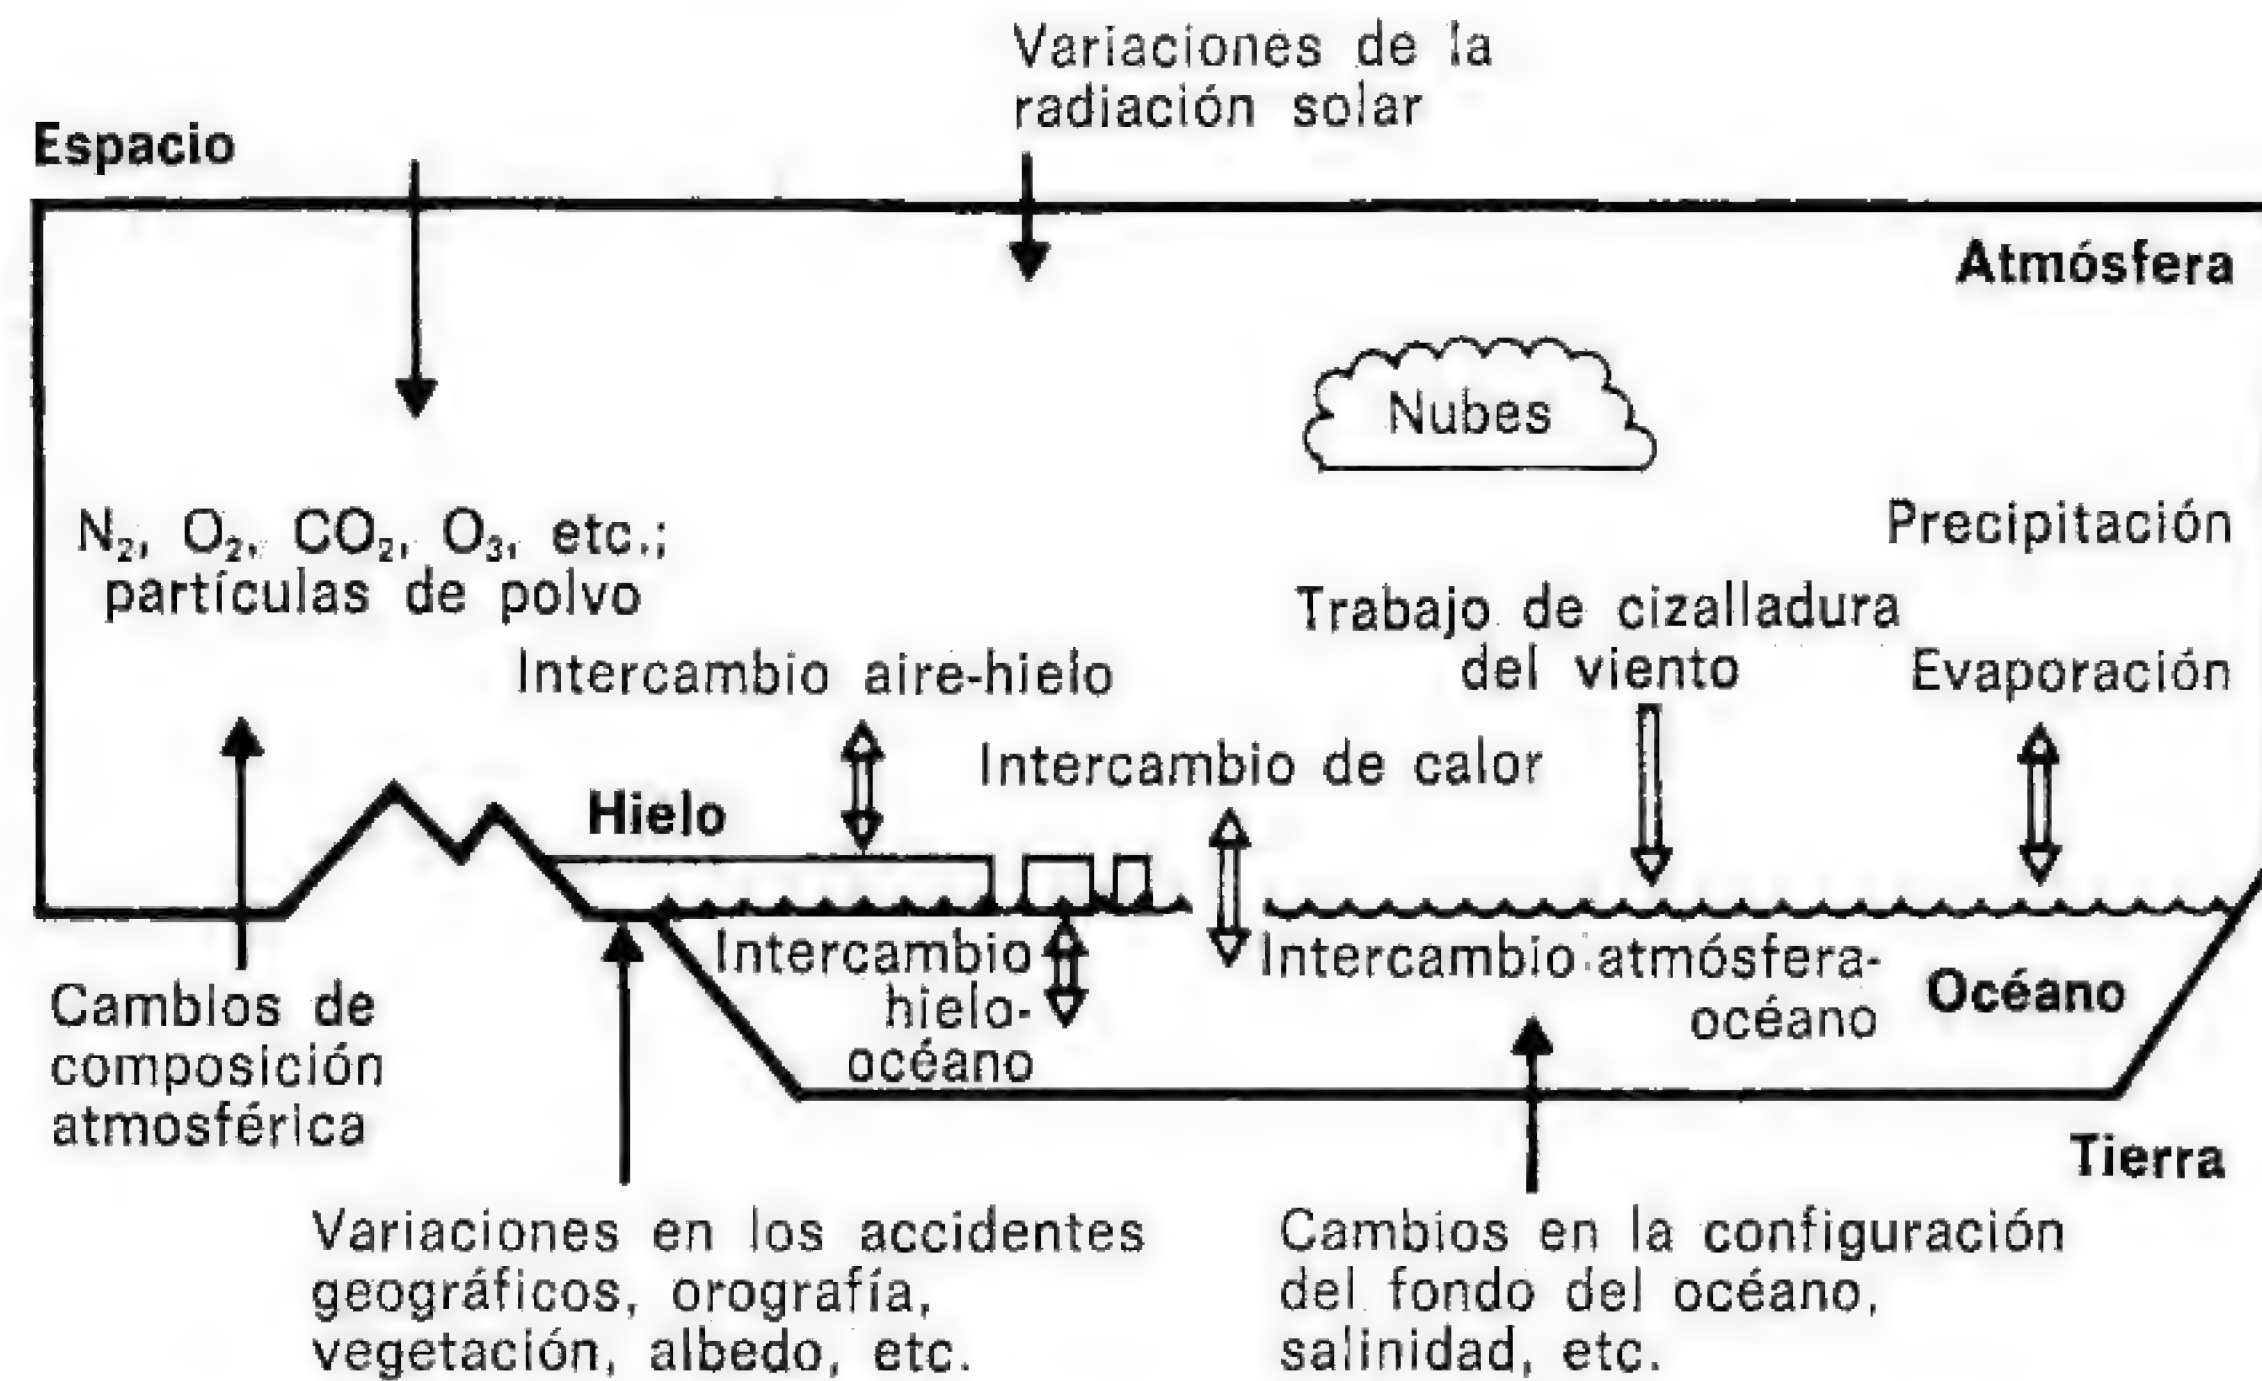 Variaciones de la
radiación solar
Espacio
Atmósfera
Nubes
N₂, O₂, CO₂, O₃, etc.;
partículas de polvo
Precipitación
Trabajo de cizalladura
del viento
Intercambio aire-hielo
Evaporación
Intercambio de calor
Hielo
Intercambio
hielo-
océano
Intercambio atmósfera-
océano
Océano
Cambios de
composición
atmosférica
Tierra
Variaciones en los accidentes
geográficos, orografía,
vegetación, albedo, etc.
Cambios en la configuración
del fondo del océano,
salinidad, etc.